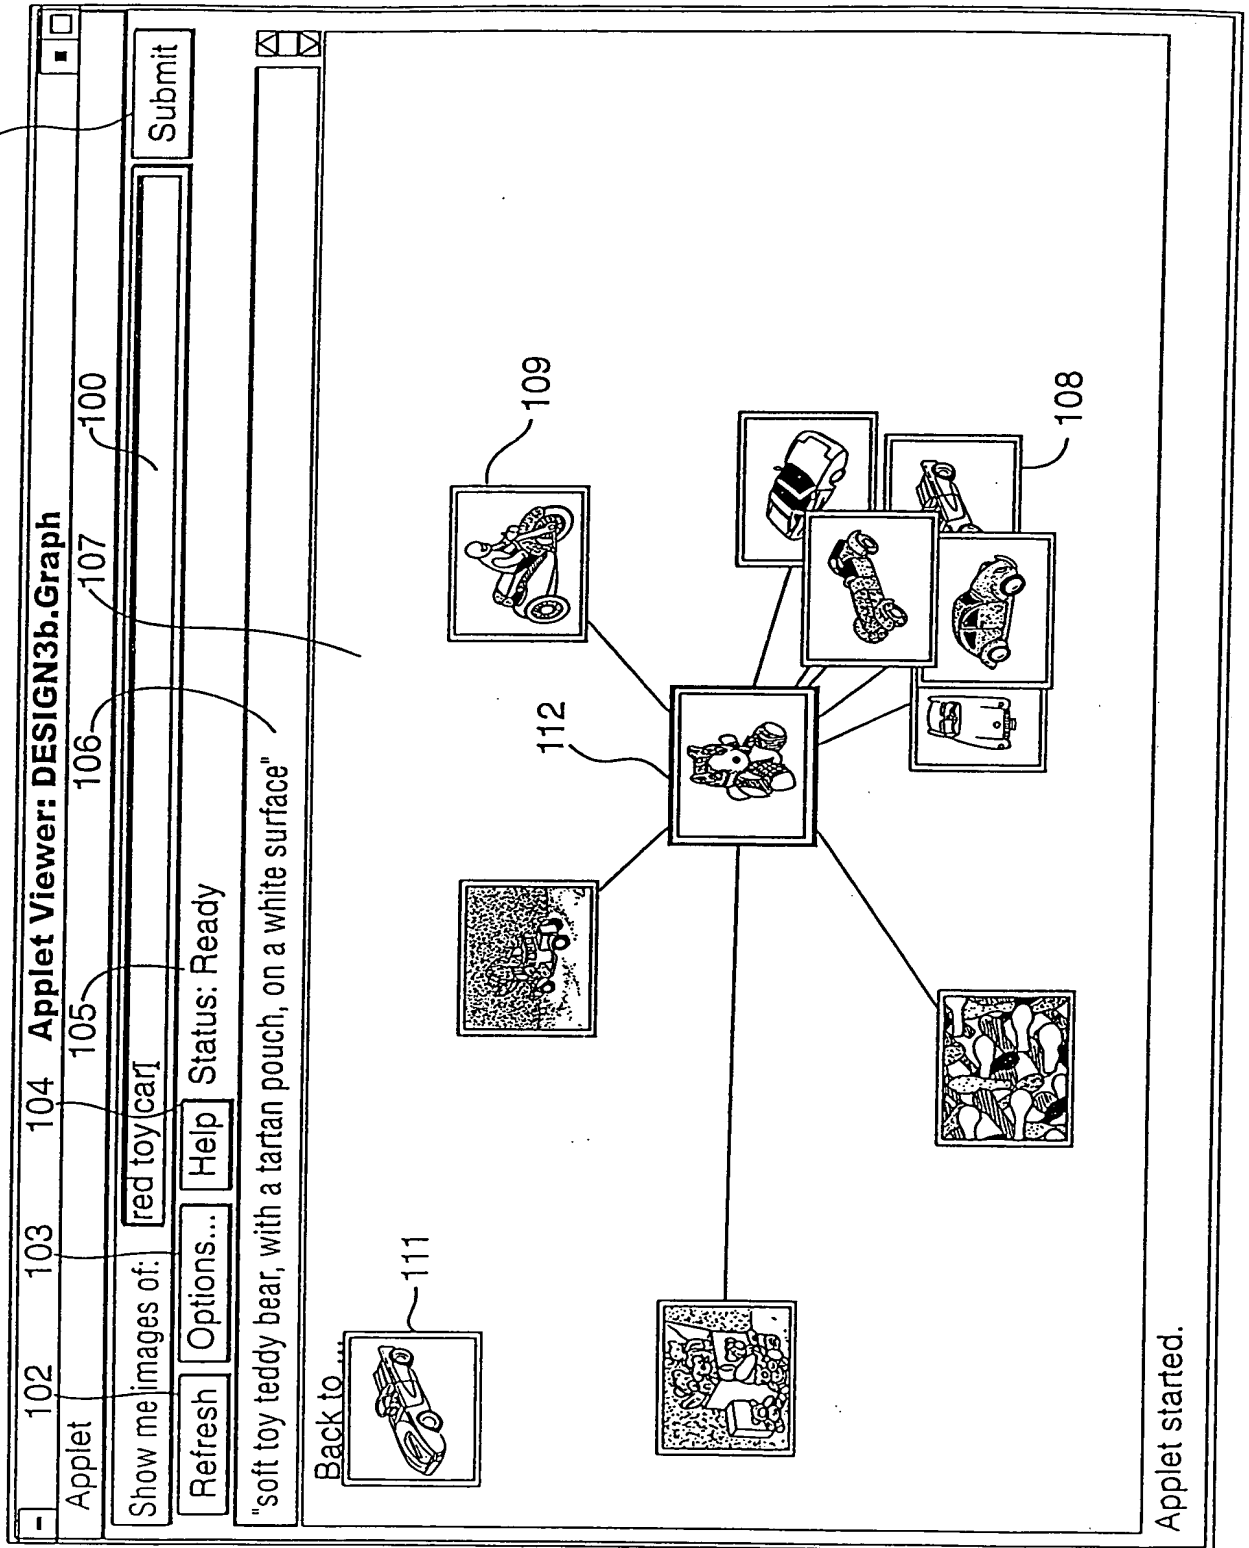 102 103 104 Applet Viewer: DESIGN3b.Graph
Applet 105 106 107 100
Show me images of: red toy car Submit
Refresh Options... Help Status: Ready
"soft toy teddy bear, with a tartan pouch, on a white surface"
Back to ...
111
109
112
108
Applet started.